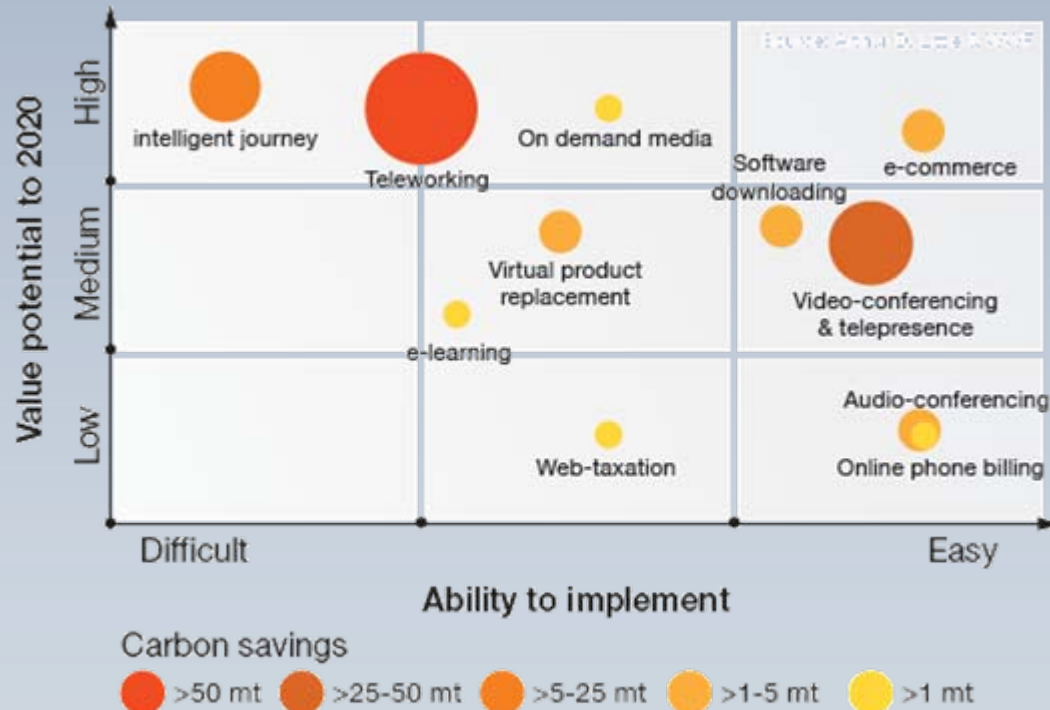 Value potential to 2020
High
Medium
Low
intelligent journey
Teleworking
On demand media
e-commerce
Software
downloading
Virtual product
replacement
Video-conferencing
& telepresence
e-learning
Audio-conferencing
Web-taxation
Online phone billing
Difficult
Easy
Ability to implement
Carbon savings
>50 mt >25-50 mt >5-25 mt >1-5 mt >1 mt